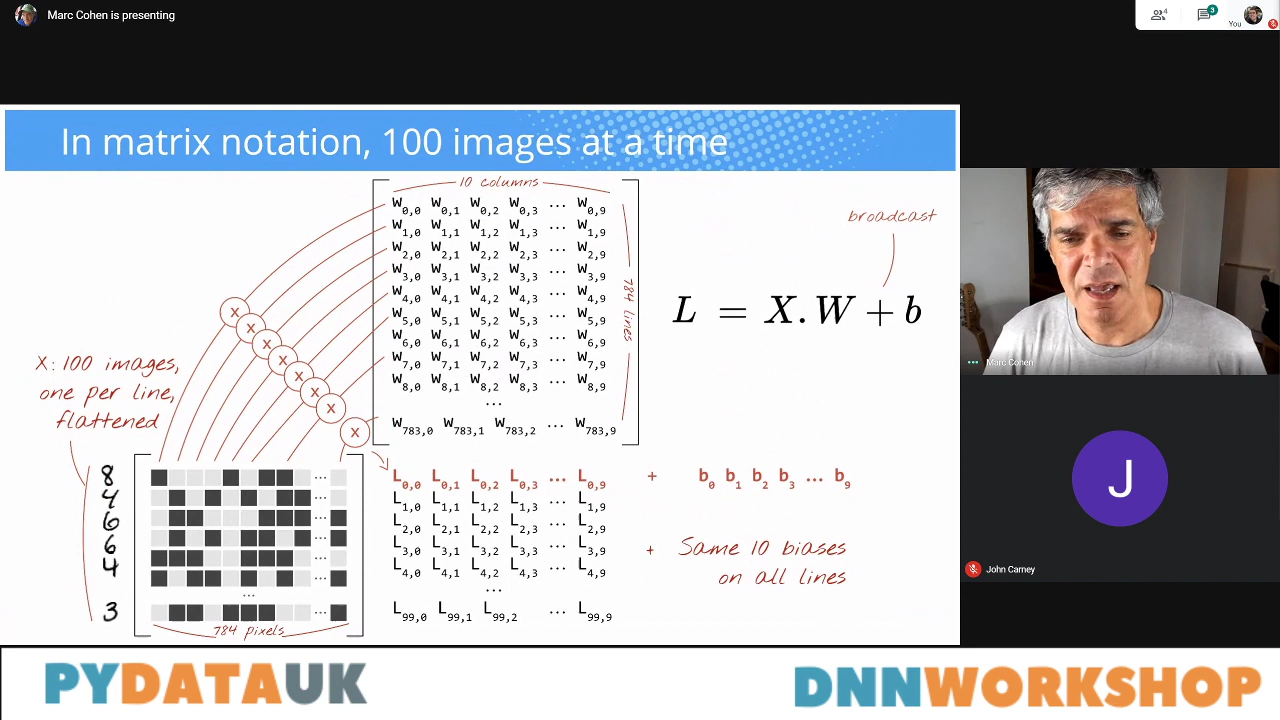 Marc Cohen is presenting
4
3
You
In matrix notation, 100 images at a time
10 columns
W0,0 W0,1 W0,2 W0,3 ... W0,9
W1,0 W1,1 W1,2 W1,3 ... W1,9
W2,0 W2,1 W2,2 W2,3 ... W2,9
W3,0 W3,1 W3,2 W3,3 ... W3,9
W4,0 W4,1 W4,2 W4,3 ... W4,9
W5,0 W5,1 W5,2 W5,3 ... W5,9
W6,0 W6,1 W6,2 W6,3 ... W6,9
W7,0 W7,1 W7,2 W7,3 ... W7,9
W8,0 W8,1 W8,2 W8,3 ... W8,9
...
W783,0 W783,1 W783,2 ... W783,9
784 lines
broadcast
L = X.W + b
X: 100 images,
one per line,
flattened
x
x
x
x
x
x
x
x
8
4
6
6
4
3
...
...
...
...
...
...
...
...
784 pixels
L0,0 L0,1 L0,2 L0,3 ... L0,9 + b0 b1 b2 b3 ... b9
L1,0 L1,1 L1,2 L1,3 ... L1,9
L2,0 L2,1 L2,2 L2,3 ... L2,9
L3,0 L3,1 L3,2 L3,3 ... L3,9
L4,0 L4,1 L4,2 L4,3 ... L4,9
...
L99,0 L99,1 L99,2 ... L99,9
+ Same 10 biases
on all lines
Marc Cohen
J
John Carney
PYDATAUK
DNNWORKSHOP